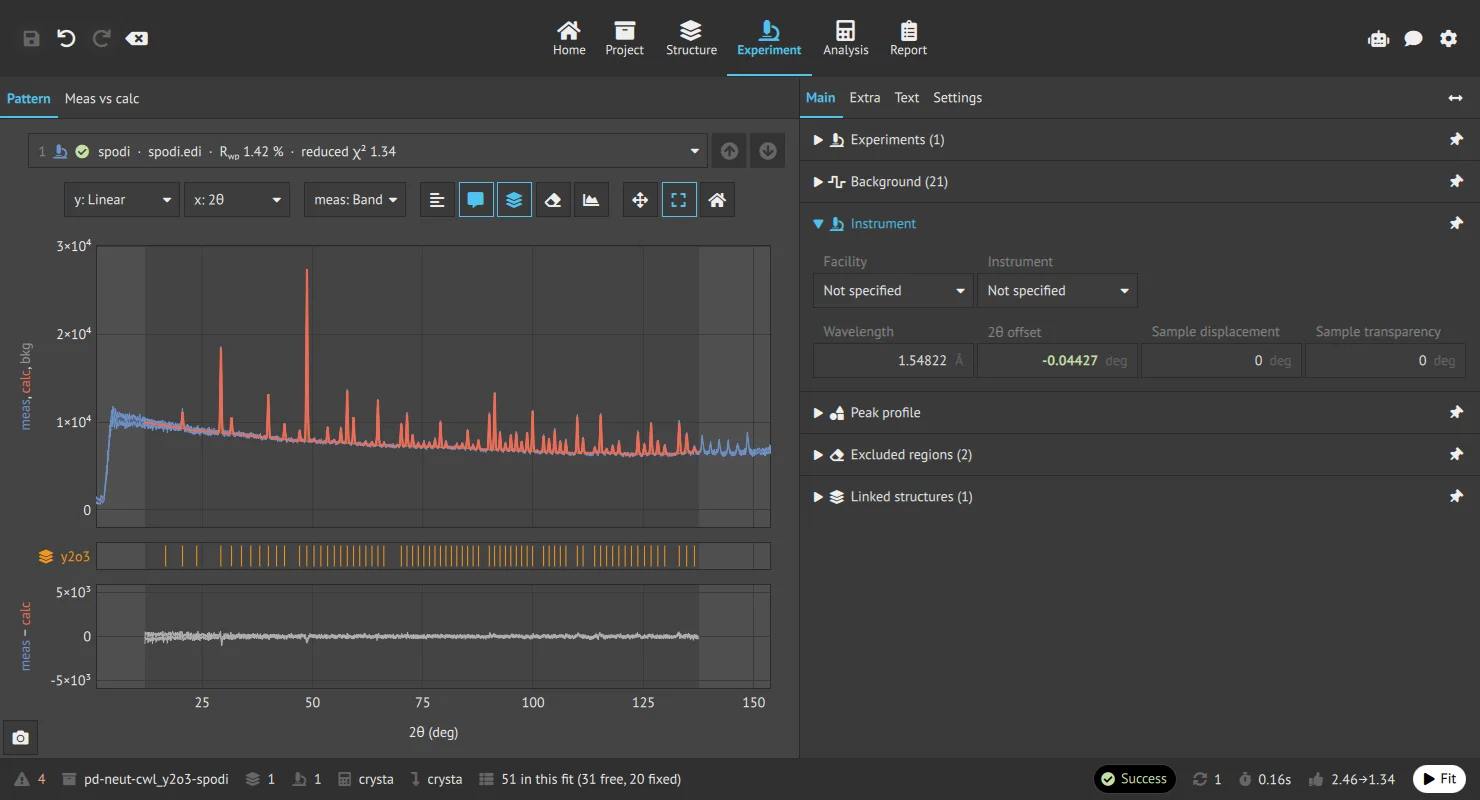 Home Project Structure Experiment Analysis Report
Pattern Meas vs calc
Main Extra Text Settings
1 spodi · spodi.edi · Rwp 1.42 % · reduced χ² 1.34
y: Linear x: 2θ meas: Band
3×10⁴
2×10⁴
1×10⁴
0
meas, calc, bkg
y2o3
5×10³
0
-5×10³
meas − calc
25 50 75 100 125 150
2θ (deg)
Experiments (1)
Background (21)
Instrument
Facility Instrument
Not specified Not specified
Wavelength 2θ offset Sample displacement Sample transparency
1.54822 Å -0.04427 deg 0 deg 0 deg
Peak profile
Excluded regions (2)
Linked structures (1)
4 pd-neut-cwl_y2o3-spodi 1 1 crysta crysta 51 in this fit (31 free, 20 fixed) Success 1 0.16s 2.46→1.34 Fit